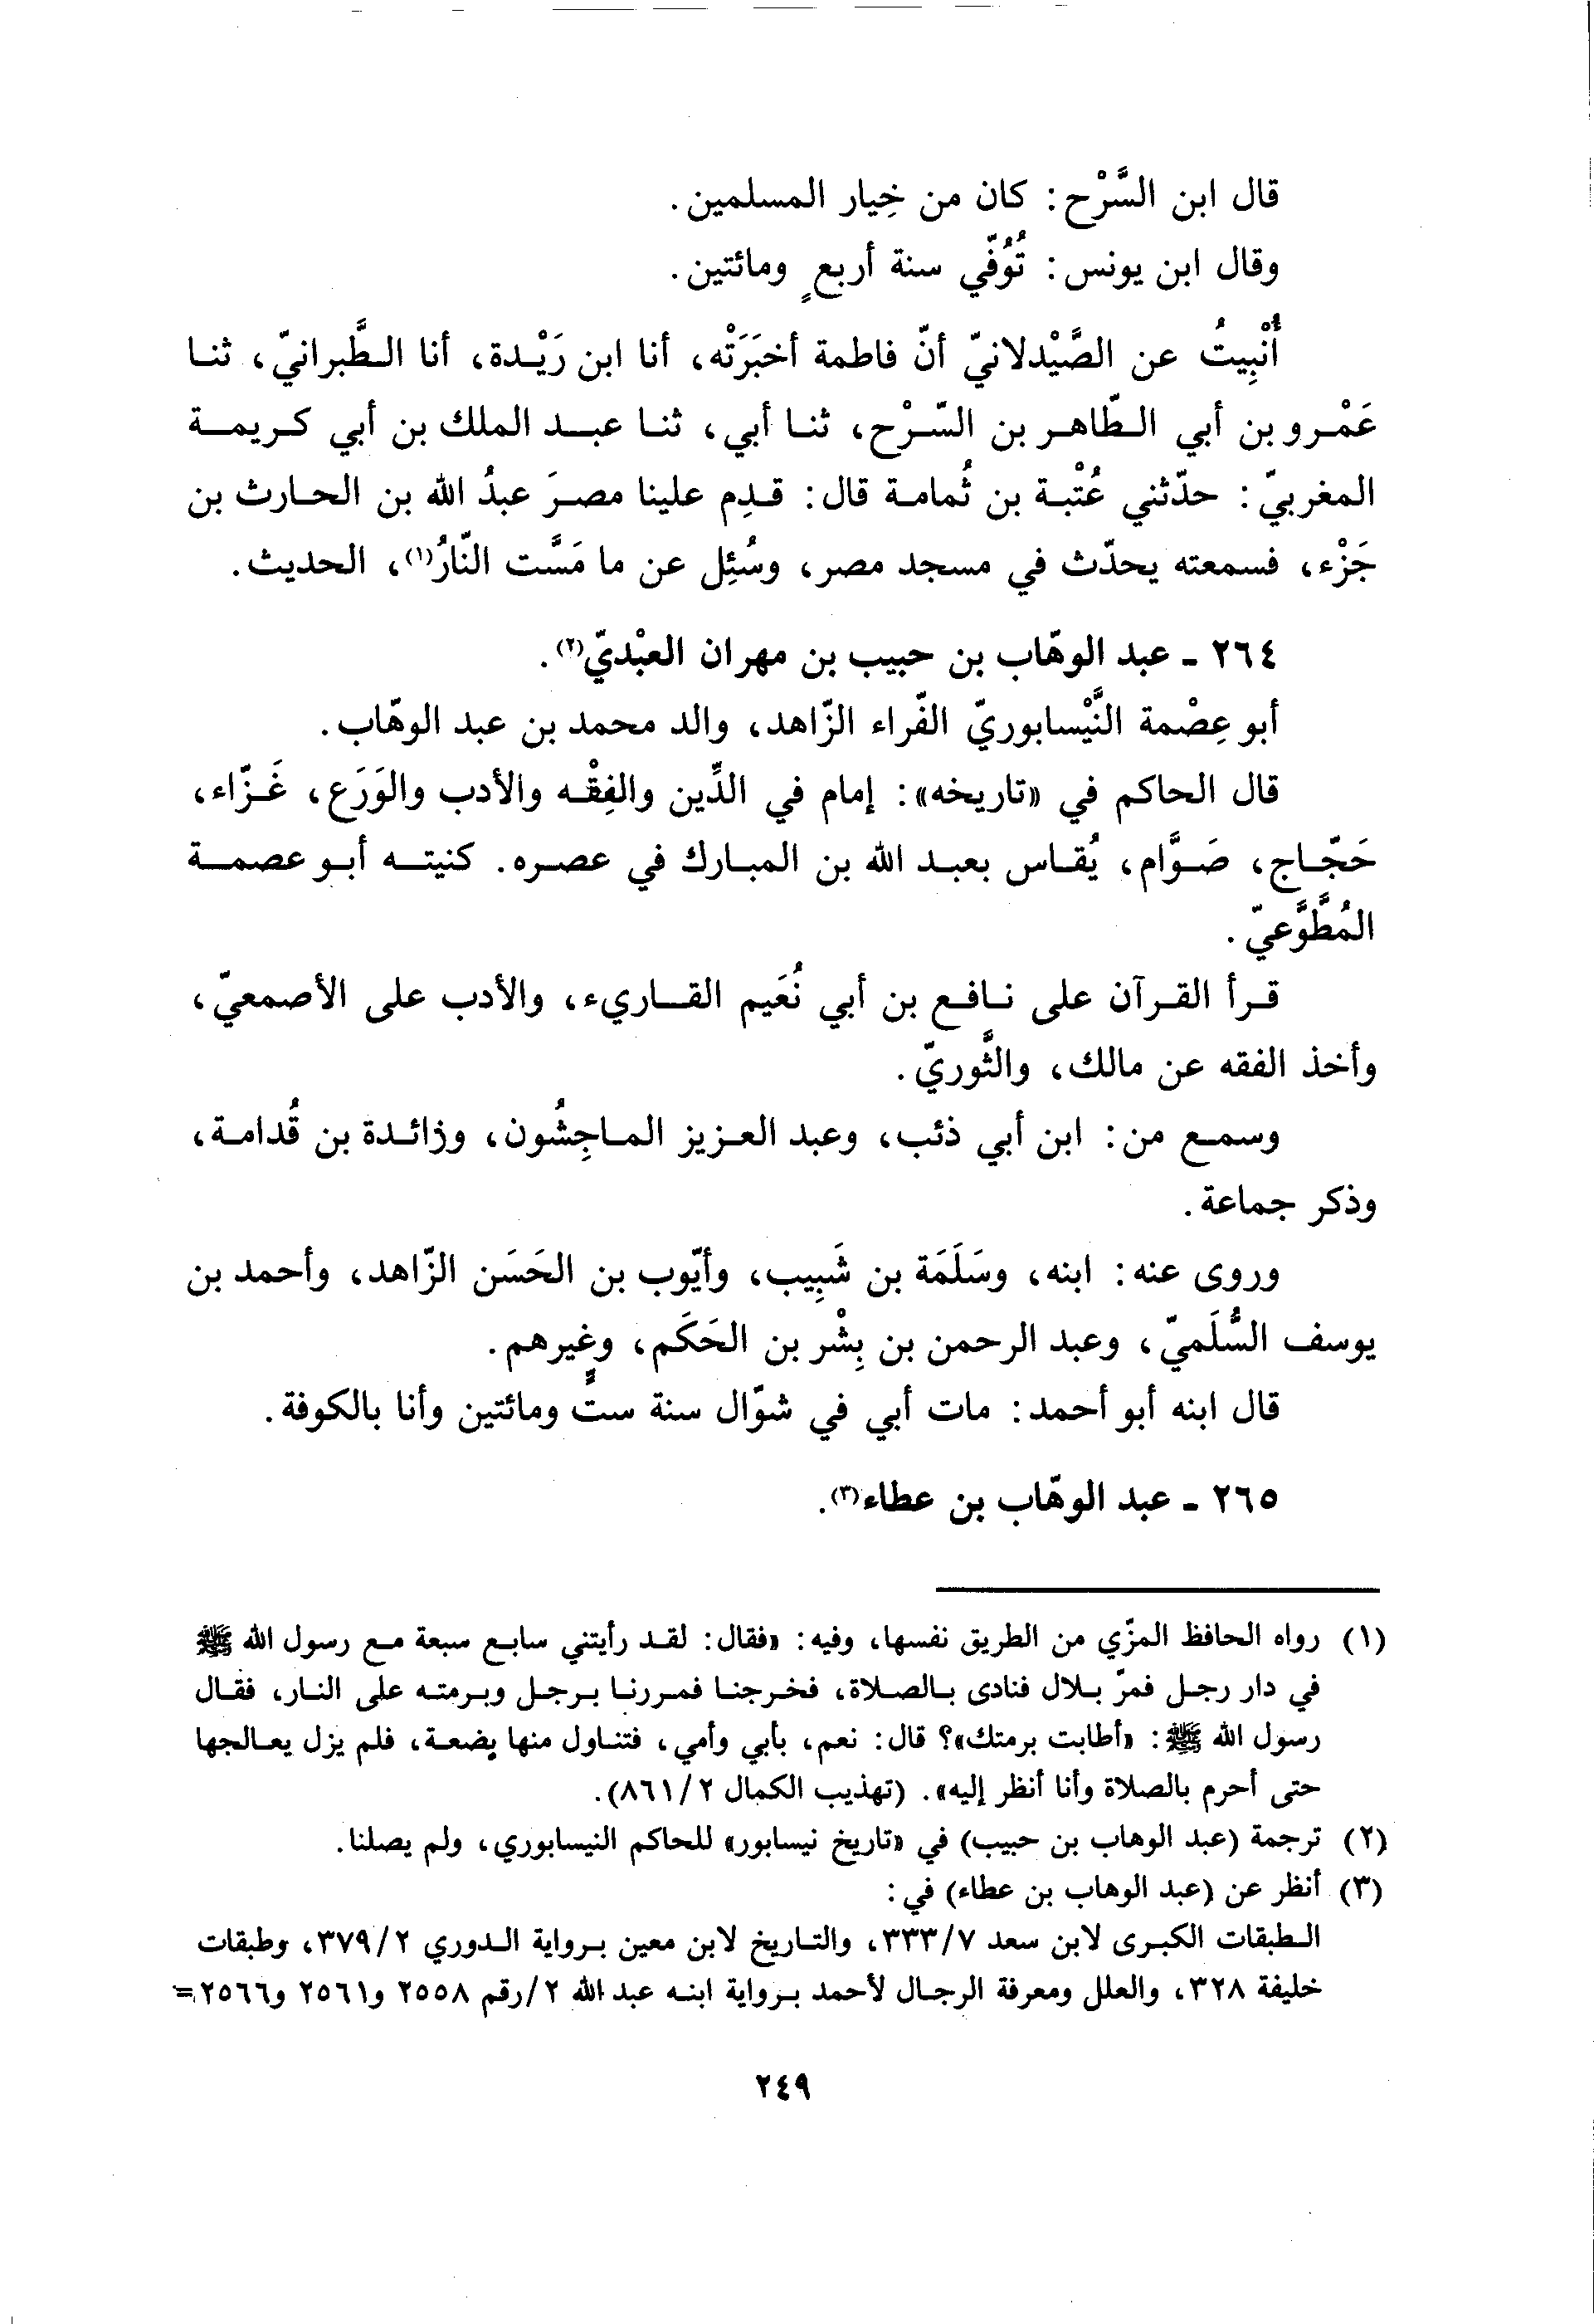 قال ابن السَّرْح: كان من خِيار المسلمين.
وقال ابن يونس: تُوُفّي سنة أربعٍ ومائتين.
أُنْبِيتُ عن الصَّيْدلانيّ أنّ فاطمة أخبَرَتْه، أنا ابن رَيْدة، أنا الطَّبرانيّ، ثنا
عَمْرو بن أبي الطّاهر بن السّرْح، ثنا أبي، ثنا عبد الملك بن أبي كريمة
المغربيّ: حدّثني عُتْبة بن ثُمامة قال: قدِم علينا مصرَ عبدُ الله بن الحارث بن
جَزْء، فسمعته يحدّث في مسجد مصر، وسُئِل عن ما مَسَّت النّارُ(١)، الحديث.
٢٦٤ - عبد الوهّاب بن حبيب بن مهران العبْديّ(٢).
أبو عِصْمة النَّيْسابوريّ الفّراء الزّاهد، والد محمد بن عبد الوهّاب.
قال الحاكم في «تاريخه»: إمام في الدِّين والفِقْه والأدب والوَرَع، غَزّاء،
حَجّاج، صَوَّام، يُقاس بعبد الله بن المبارك في عصره. كنيته أبو عصمة
المُطَّوَّعيّ.
قرأ القرآن على نافع بن أبي نُعَيم القاريء، والأدب على الأصمعيّ،
وأخذ الفقه عن مالك، والثَّوريّ.
وسمع من: ابن أبي ذئب، وعبد العزيز الماجِشُون، وزائدة بن قُدامة،
وذكر جماعة.
وروى عنه: ابنه، وسَلَمَة بن شَبِيب، وأيّوب بن الحَسَن الزّاهد، وأحمد بن
يوسف السُّلَميّ، وعبد الرحمن بن بِشْر بن الحَكَم، وغيرهم.
قال ابنه أبو أحمد: مات أبي في شوّال سنة ستٍّ ومائتين وأنا بالكوفة.
٢٦٥ - عبد الوهّاب بن عطاء(٣).
(١) رواه الحافظ المزّي من الطريق نفسها، وفيه: «فقال: لقد رأيتني سابع سبعة مع رسول الله ﷺ
في دار رجل فمرّ بلال فنادى بالصلاة، فخرجنا فمررنا برجل وبرمته على النار، فقال
رسول الله ﷺ: «أطابت برمتك»؟ قال: نعم، بأبي وأمي، فتناول منها بضعة، فلم يزل يعالجها
حتى أحرم بالصلاة وأنا أنظر إليه». (تهذيب الكمال ٢/ ٨٦١).
(٢) ترجمة (عبد الوهاب بن حبيب) في «تاريخ نيسابور» للحاكم النيسابوري، ولم يصلنا.
(٣) أنظر عن (عبد الوهاب بن عطاء) في:
الطبقات الكبرى لابن سعد ٧/ ٣٣٣، والتاريخ لابن معين برواية الدوري ٢/ ٣٧٩، وطبقات
خليفة ٣٢٨، والعلل ومعرفة الرجال لأحمد برواية ابنه عبد الله ٢/ رقم ٢٥٥٨ و٢٥٦١ و٢٥٦٦=
٢٤٩